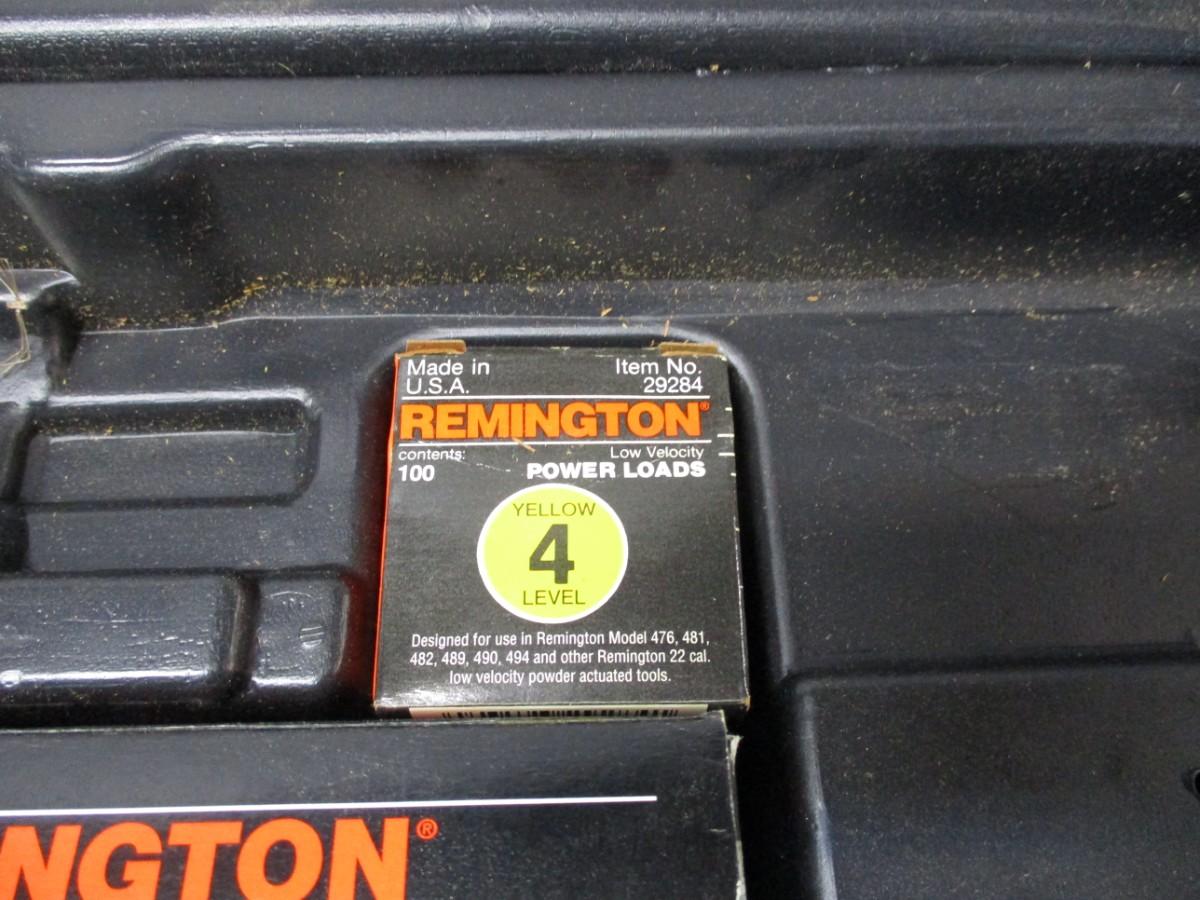 Made in Item No.
U.S.A. 29284
REMINGTON®
contents: Low Velocity
100 POWER LOADS
YELLOW
4
LEVEL
Designed for use in Remington Model 476, 481,
482, 489, 490, 494 and other Remington 22 cal.
low velocity powder actuated tools.
NGTON®